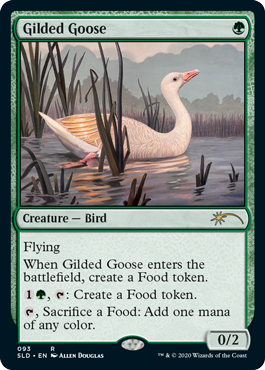 Gilded Goose
Creature — Bird
Flying
When Gilded Goose enters the
battlefield, create a Food token.
1, : Create a Food token.
, Sacrifice a Food: Add one mana
of any color.
0/2
093 R
SLD • EN Allen Douglas
™ & © 2020 Wizards of the Coast